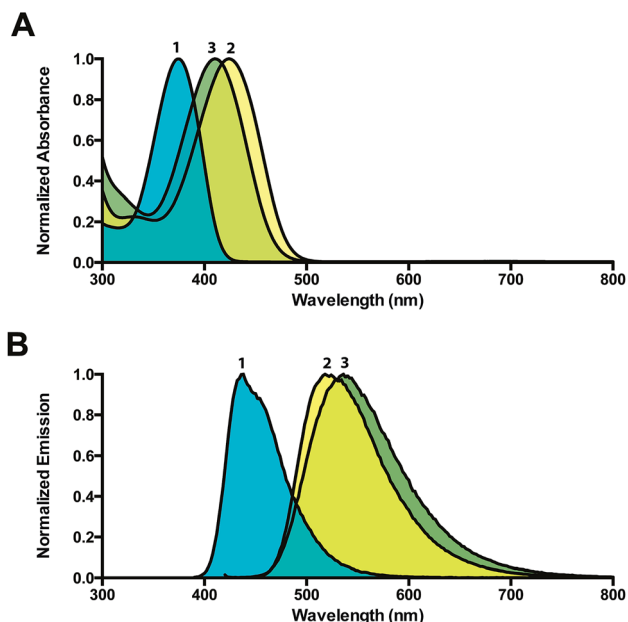 A
1 3 2
1.0
0.8
0.6
0.4
0.2
0.0
Normalized Absorbance
300 400 500 600 700 800
Wavelength (nm)
B
1 2 3
1.0
0.8
0.6
0.4
0.2
0.0
Normalized Emission
300 400 500 600 700 800
Wavelength (nm)